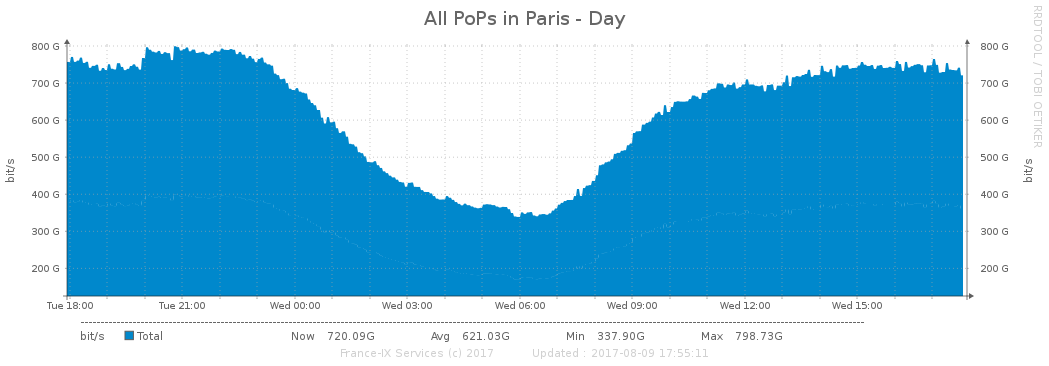 All PoPs in Paris - Day
RRDTOOL / TOBI OETIKER
bit/s
800 G 800 G
700 G 700 G
600 G 600 G
500 G 500 G
400 G 400 G
300 G 300 G
200 G 200 G
bit/s
Tue 18:00 Tue 21:00 Wed 00:00 Wed 03:00 Wed 06:00 Wed 09:00 Wed 12:00 Wed 15:00
bit/s Total Now 720.09G Avg 621.03G Min 337.90G Max 798.73G
France-IX Services (c) 2017 Updated : 2017-08-09 17:55:11